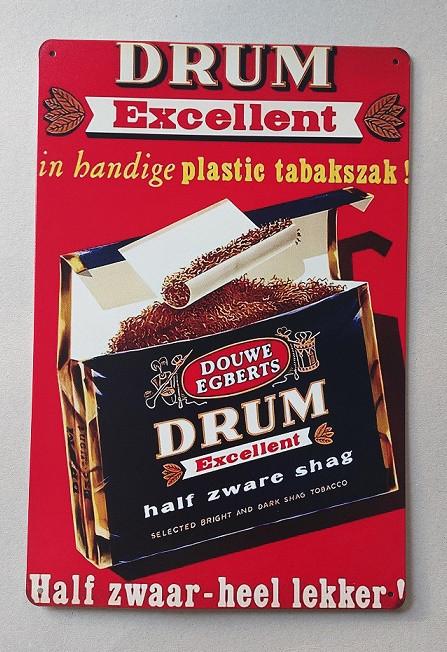 DRUM
Excellent
in handige plastic tabakszak!
DOUWE
EGBERTS
DRUM
Excellent
half zware shag
SELECTED BRIGHT AND DARK SHAG TOBACCO
Half zwaar-heel lekker!